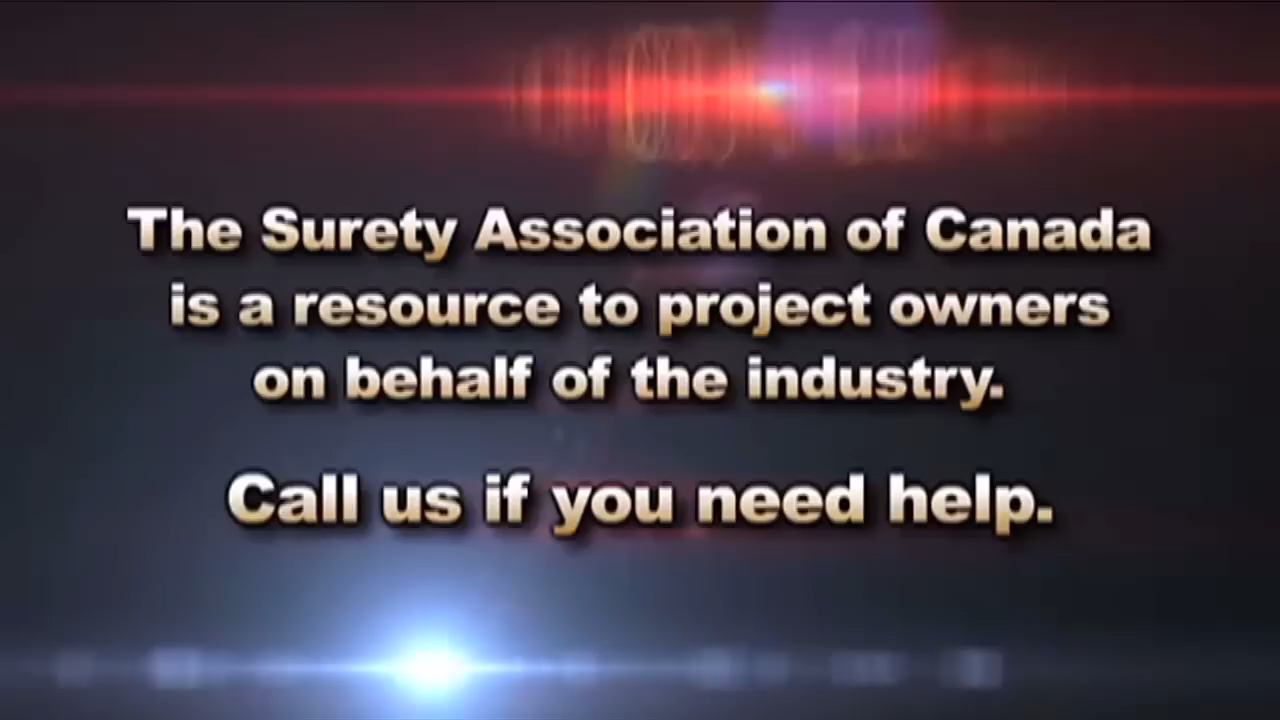 The Surety Association of Canada
is a resource to project owners
on behalf of the industry.
Call us if you need help.